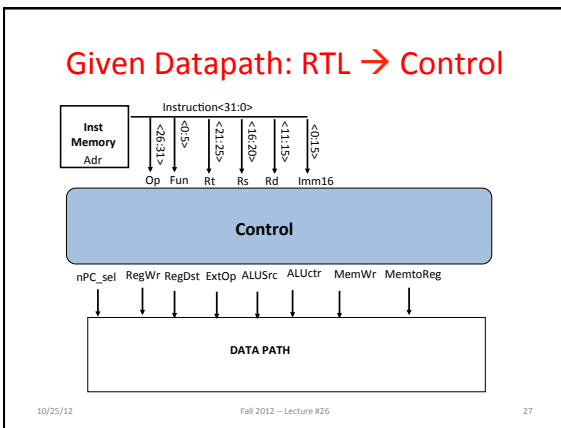 Given Datapath: RTL → Control
Instruction<31:0>
Inst
Memory
Adr
<26:31>
<0:5>
<21:25>
<16:20>
<11:15>
<0:15>
Op Fun Rt Rs Rd Imm16
Control
nPC_sel RegWr RegDst ExtOp ALUSrc ALUctr MemWr MemtoReg
DATA PATH
10/25/12 Fall 2012 -- Lecture #26 27